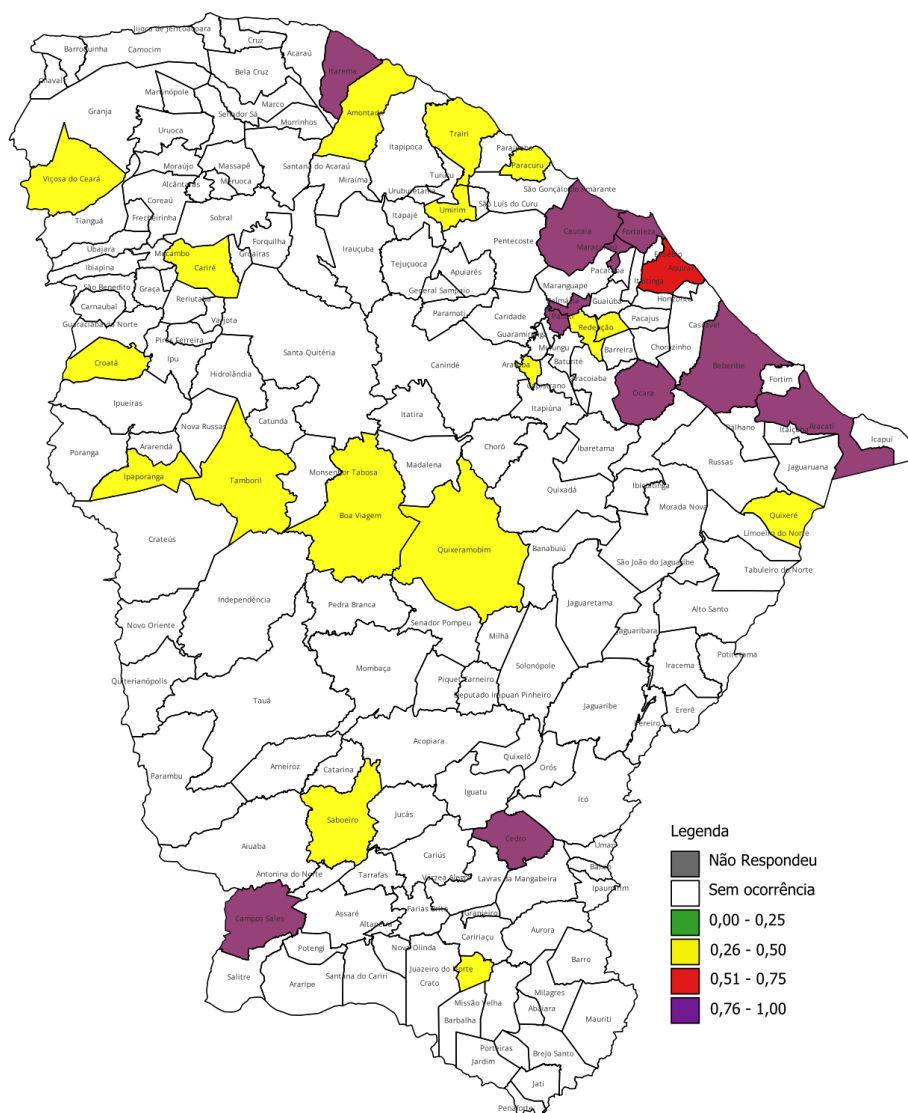 Jijoca de Jericoacoara
Cruz
Barroquinha
Camocim
Acaraú
Itarema
Chaval
Bela Cruz
Martinópole
Granja
Marco
Senador Sá
Amontada
Morrinhos
Uruoca
Trairi
Itapipoca
Paraipaba
Paracuru
Moraújo
Massapê
Santana do Acaraú
Viçosa do Ceará
Meruoca
Miraíma
Tururu
Alcântaras
Uruburetama
São Gonçalo do Amarante
Coreaú
São Luís do Curu
Umirim
Tianguá
Frecheirinha
Sobral
Itapajé
Caucaia
Fortaleza
Forquilha
Pentecoste
Maracanaú
Ubajara
Mucambo
Groaíras
Irauçuba
Eusébio
Cariré
Tejuçuoca
Ibiapina
Apuiarés
Pacatuba
Aquiraz
Itaitinga
Maranguape
São Benedito
Graça
General Sampaio
Reriutaba
Horizonte
Carnaubal
Palmácia
Guaiúba
Paramoti
Caridade
Pacoti
Pacajus
Guaraciaba do Norte
Varjota
Redenção
Cascavel
Guaramiranga
Pires Ferreira
Mulungu
Barreira
Chorozinho
Santa Quitéria
Ipu
Baturité
Croatá
Canindé
Aratuba
Beberibe
Hidrolândia
Aracoiaba
Fortim
Capistrano
Ocara
Ipueiras
Itapiúna
Itatira
Catunda
Nova Russas
Palhano
Aracati
Itaiçaba
Icapuí
Ararendá
Choró
Ibaretama
Poranga
Russas
Jaguaruana
Monsenhor Tabosa
Madalena
Ipaporanga
Tamboril
Quixadá
Ibicuitinga
Morada Nova
Boa Viagem
Quixeré
Limoeiro do Norte
Crateús
Quixeramobim
Banabuiú
São João do Jaguaribe
Tabuleiro do Norte
Independência
Pedra Branca
Jaguaretama
Alto Santo
Novo Oriente
Senador Pompeu
Jaguaribara
Milhã
Potiretama
Mombaça
Solonópole
Iracema
Quiterianópolis
Piquet Carneiro
Deputado Irapuan Pinheiro
Tauá
Jaguaribe
Ererê
Pereiro
Acopiara
Quixelô
Arneiroz
Catarina
Orós
Parambu
Iguatu
Icó
Saboeiro
Jucás
Cedro
Aiuaba
Umari
Cariús
Baixio
Antonina do Norte
Tarrafas
Várzea Alegre
Lavras da Mangabeira
Ipaumirim
Farias Brito
Campos Sales
Assaré
Granjeiro
Altaneira
Aurora
Caririaçu
Potengi
Nova Olinda
Barro
Salitre
Santana do Cariri
Juazeiro do Norte
Araripe
Crato
Milagres
Missão Velha
Abaiara
Barbalha
Mauriti
Porteiras
Brejo Santo
Jardim
Jati
Penaforte
Legenda
Não Respondeu
Sem ocorrência
0,00 - 0,25
0,26 - 0,50
0,51 - 0,75
0,76 - 1,00